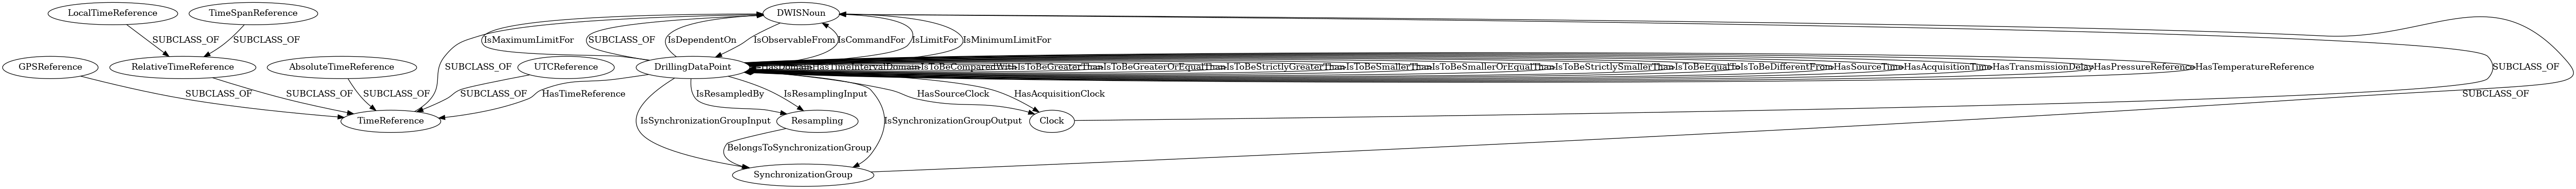 LocalTimeReference
TimeSpanReference
DWISNoun
SUBCLASS_OF
SUBCLASS_OF
IsMaximumLimitFor
SUBCLASS_OF
IsDependentOn
IsObservableFrom
IsCommandFor
IsLimitFor
IsMinimumLimitFor
GPSReference
RelativeTimeReference
AbsoluteTimeReference
SUBCLASS_OF
UTCReference
DrillingDataPoint
HasTimeIntervalDomain
IsToBeComparedWith
IsToBeGreaterThan
IsToBeGreaterOrEqualThan
IsToBeStrictlyGreaterThan
IsToBeSmallerThan
IsToBeSmallerOrEqualThan
IsToBeStrictlySmallerThan
IsToBeEqualTo
IsToBeDifferentFrom
HasSourceTime
HasAcquisitionTime
HasTransmissionDelay
HasPressureReference
HasTemperatureReference
SUBCLASS_OF
SUBCLASS_OF
SUBCLASS_OF
SUBCLASS_OF
SUBCLASS_OF
HasTimeReference
IsResampledBy
IsResamplingInput
HasSourceClock
HasAcquisitionClock
SUBCLASS_OF
TimeReference
IsSynchronizationGroupInput
Resampling
IsSynchronizationGroupOutput
Clock
BelongsToSynchronizationGroup
SynchronizationGroup